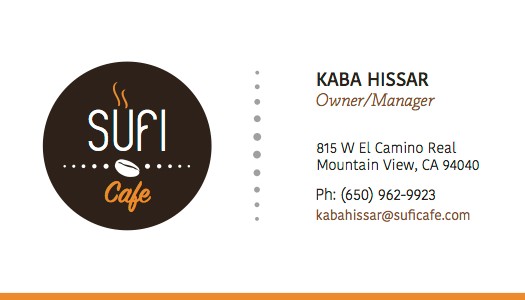 SUFI
Cafe
KABA HISSAR
Owner/Manager
815 W El Camino Real
Mountain View, CA 94040
Ph: (650) 962-9923
kabahissar@suficafe.com